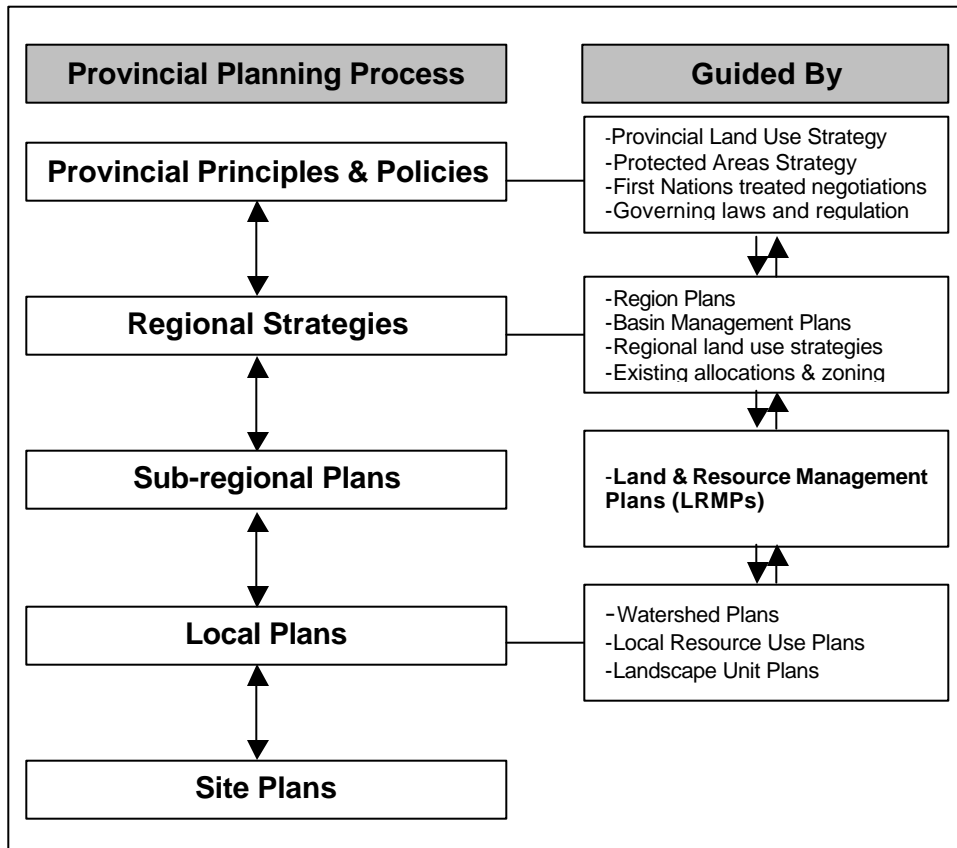 Provincial Planning Process
Guided By
Provincial Principles & Policies
-Provincial Land Use Strategy
-Protected Areas Strategy
-First Nations treated negotiations
-Governing laws and regulation
Regional Strategies
-Region Plans
-Basin Management Plans
-Regional land use strategies
-Existing allocations & zoning
Sub-regional Plans
-Land & Resource Management
Plans (LRMPs)
Local Plans
-Watershed Plans
-Local Resource Use Plans
-Landscape Unit Plans
Site Plans